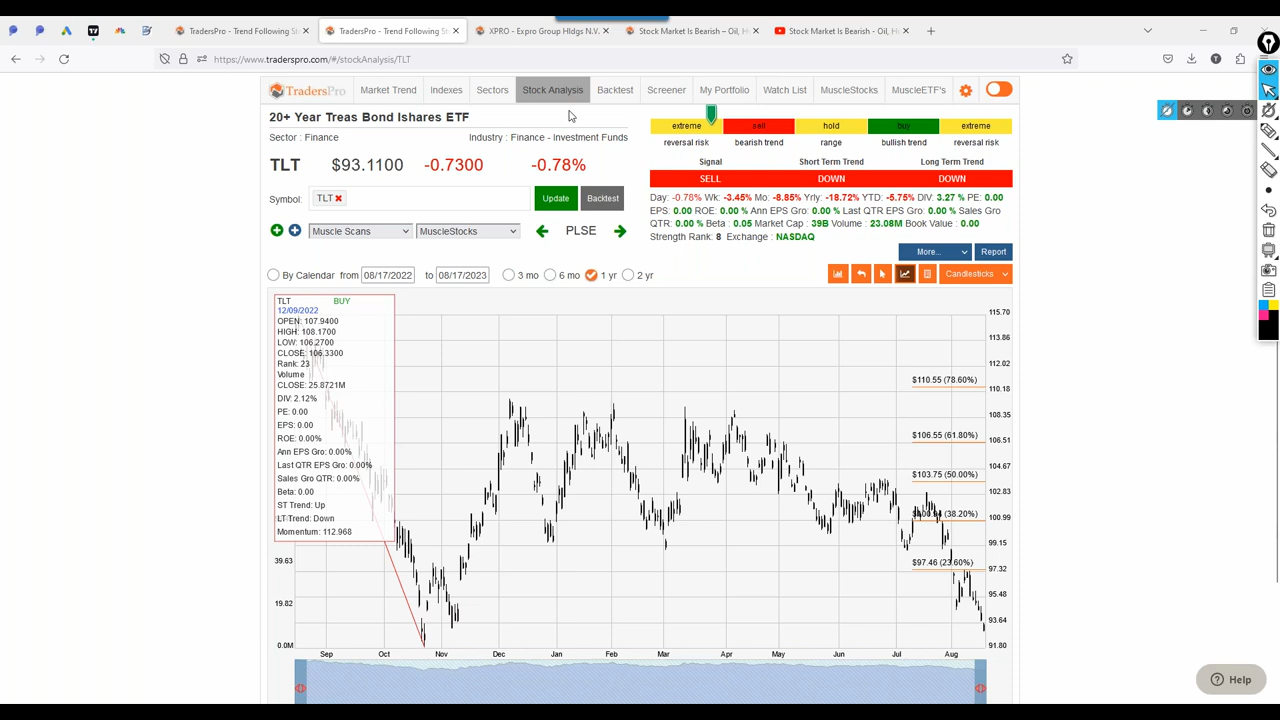 TradersPro - Trend Following St
TradersPro - Trend Following St
XPRO - Expro Group Hldgs N.V.
Stock Market Is Bearish – Oil, H
Stock Market Is Bearish - Oil, H
https://www.traderspro.com/#/stockAnalysis/TLT
TradersPro Market Trend Indexes Sectors Stock Analysis Backtest Screener My Portfolio Watch List MuscleStocks MuscleETF's
20+ Year Treas Bond Ishares ETF
Sector : Finance Industry : Finance - Investment Funds
TLT $93.1100 -0.7300 -0.78%
Symbol: TLT Update Backtest
Muscle Scans MuscleStocks PLSE
extreme sell hold buy extreme
reversal risk bearish trend range bullish trend reversal risk
Signal Short Term Trend Long Term Trend
SELL DOWN DOWN
Day: -0.78% Wk: -3.45% Mo: -8.85% Yrly: -18.72% YTD: -5.75% DIV: 3.27 % PE: 0.00
EPS: 0.00 ROE: 0.00 % Ann EPS Gro: 0.00 % Last QTR EPS Gro: 0.00 % Sales Gro
QTR: 0.00 % Beta : 0.05 Market Cap : 39B Volume : 23.08M Book Value : 0.00
Strength Rank: 8 Exchange : NASDAQ
More... Report
By Calendar from 08/17/2022 to 08/17/2023 3 mo 6 mo 1 yr 2 yr Candlesticks
TLT BUY
12/09/2022
OPEN: 107.9400
HIGH: 108.1700
LOW: 106.2700
CLOSE: 106.3300
Rank: 23
Volume
CLOSE: 25.8721M
DIV: 2.12%
PE: 0.00
EPS: 0.00
ROE: 0.00%
Ann EPS Gro: 0.00%
Last QTR EPS Gro: 0.00%
Sales Gro QTR: 0.00%
Beta: 0.00
ST Trend: Up
LT Trend: Down
Momentum: 112.968
39.63
19.82
0.0M
$110.55 (78.60%)
$106.55 (61.80%)
$103.75 (50.00%)
(38.20%)
$97.46 (23.60%)
115.70
113.86
112.02
110.18
108.35
106.51
104.67
102.83
100.99
99.15
97.32
95.48
93.64
91.80
Sep Oct Nov Dec Jan Feb Mar Apr May Jun Jul Aug
Help